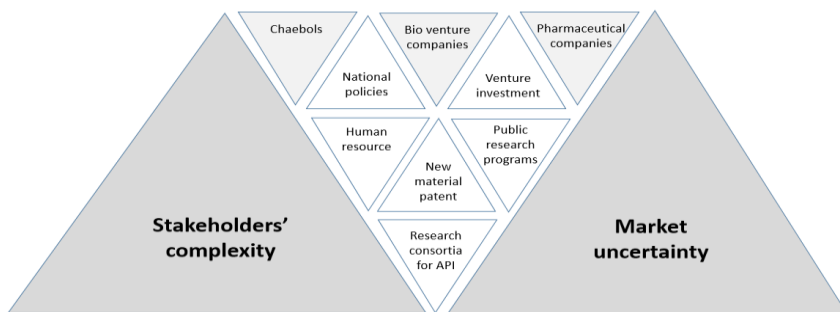 Chaebols
Bio venture
companies
Pharmaceutical
companies
National
policies
Venture
investment
Human
resource
Public
research
programs
New
material
patent
Stakeholders’
complexity
Market
uncertainty
Research
consortia
for API